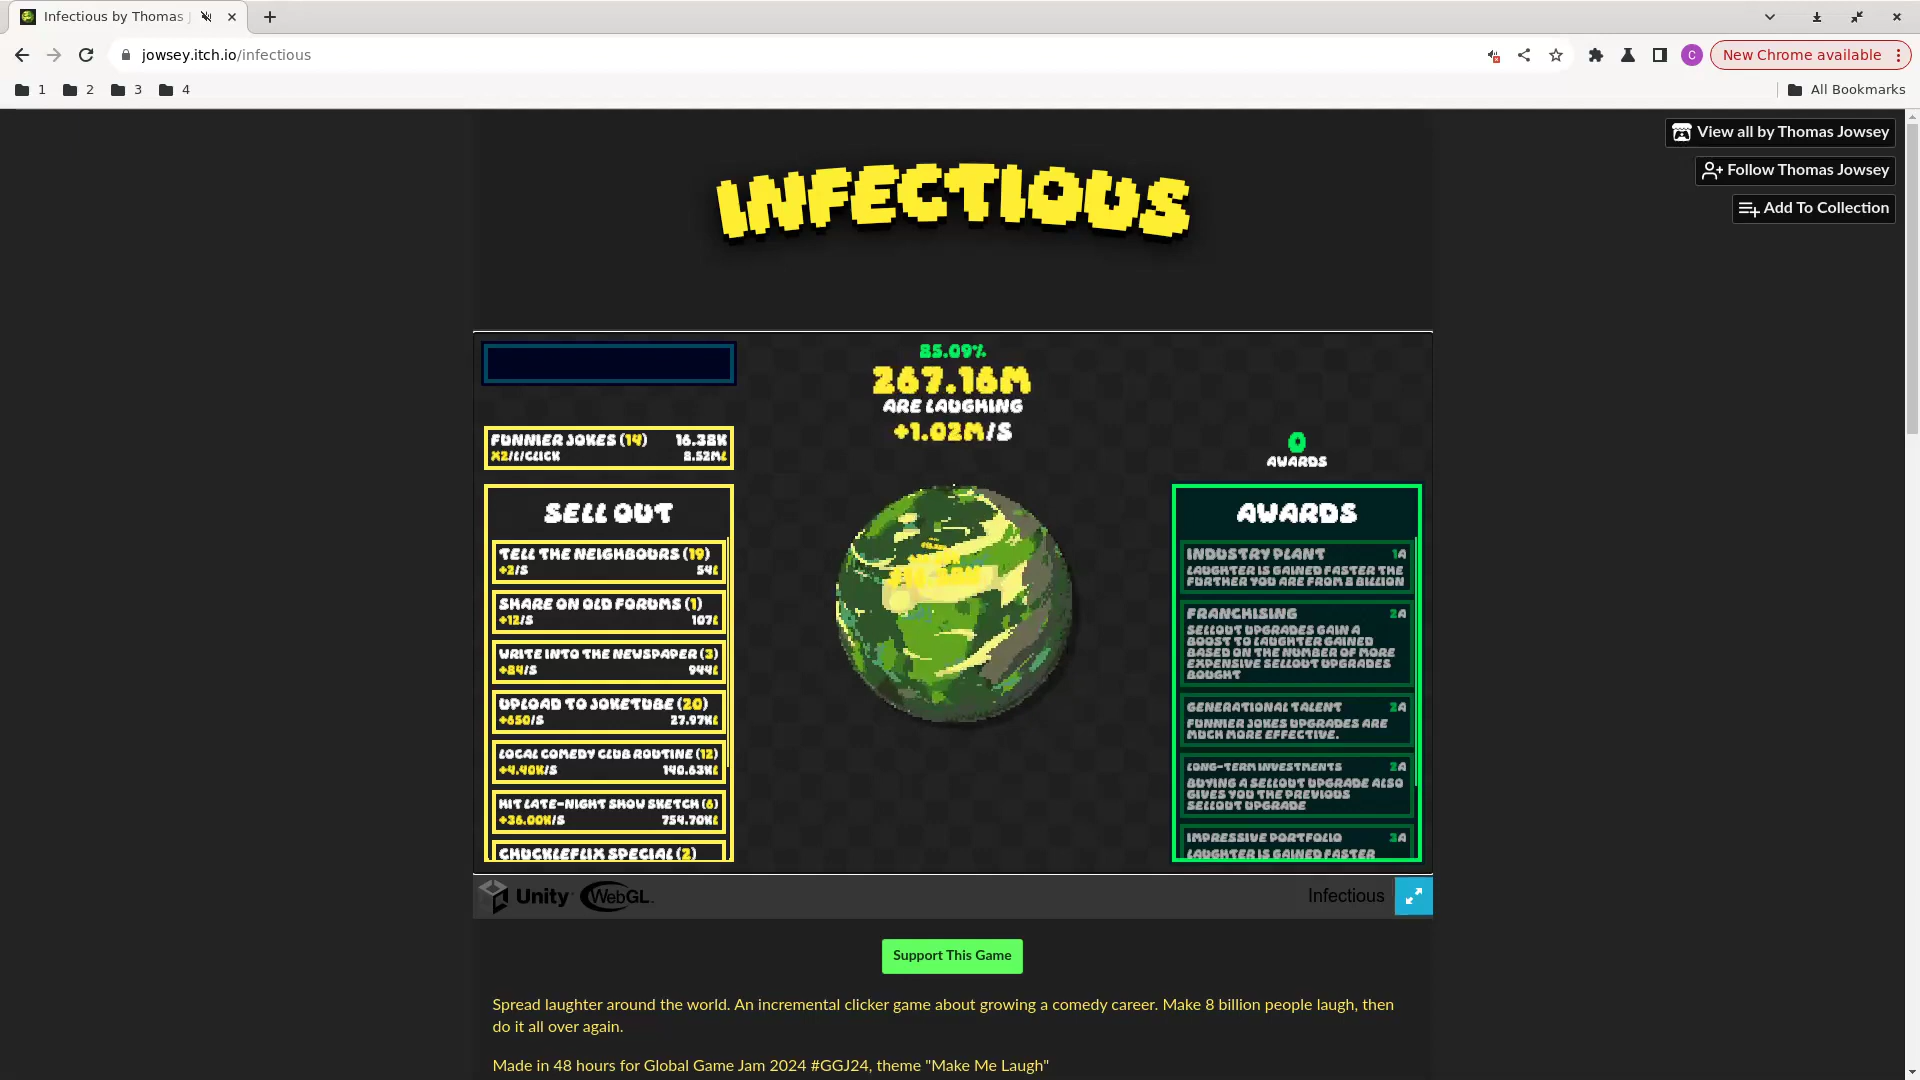 Infectious by Thomas J
jowsey.itch.io/infectious
New Chrome available
1
2
3
4
All Bookmarks
View all by Thomas Jowsey
Follow Thomas Jowsey
Add To Collection
INFECTIOUS
85.09%
267.16M
ARE LAUGHING
+1.02M/S
FUNNIER JOKES (14) 16.38K
X2/L/CLICK 8.52ML
SELL OUT
TELL THE NEIGHBOURS (19)
+2/S 54L
SHARE ON OLD FORUMS (1)
+12/S 107L
WRITE INTO THE NEWSPAPER (3)
+84/S 944L
UPLOAD TO JOKETUBE (20)
+650/S 27.97KL
LOCAL COMEDY CLUB ROUTINE (12)
+4.40K/S 140.63KL
HIT LATE-NIGHT SHOW SKETCH (6)
+36.00K/S 754.70KL
CHUCKLEFLIX SPECIAL (2)
0
AWARDS
AWARDS
INDUSTRY PLANT 1A
LAUGHTER IS GAINED FASTER THE
FURTHER YOU ARE FROM 8 BILLION
FRANCHISING 2A
SELLOUT UPGRADES GAIN A
BOOST TO LAUGHTER GAINED
BASED ON THE NUMBER OF MORE
EXPENSIVE SELLOUT UPGRADES
BOUGHT
GENERATIONAL TALENT 2A
FUNNIER JOKES UPGRADES ARE
MUCH MORE EFFECTIVE.
LONG-TERM INVESTMENTS 2A
BUYING A SELLOUT UPGRADE ALSO
GIVES YOU THE PREVIOUS
SELLOUT UPGRADE
IMPRESSIVE PORTFOLIO 3A
LAUGHTER IS GAINED FASTER
Unity WebGL
Infectious
Support This Game
Spread laughter around the world. An incremental clicker game about growing a comedy career. Make 8 billion people laugh, then
do it all over again.
Made in 48 hours for Global Game Jam 2024 #GGJ24, theme "Make Me Laugh"